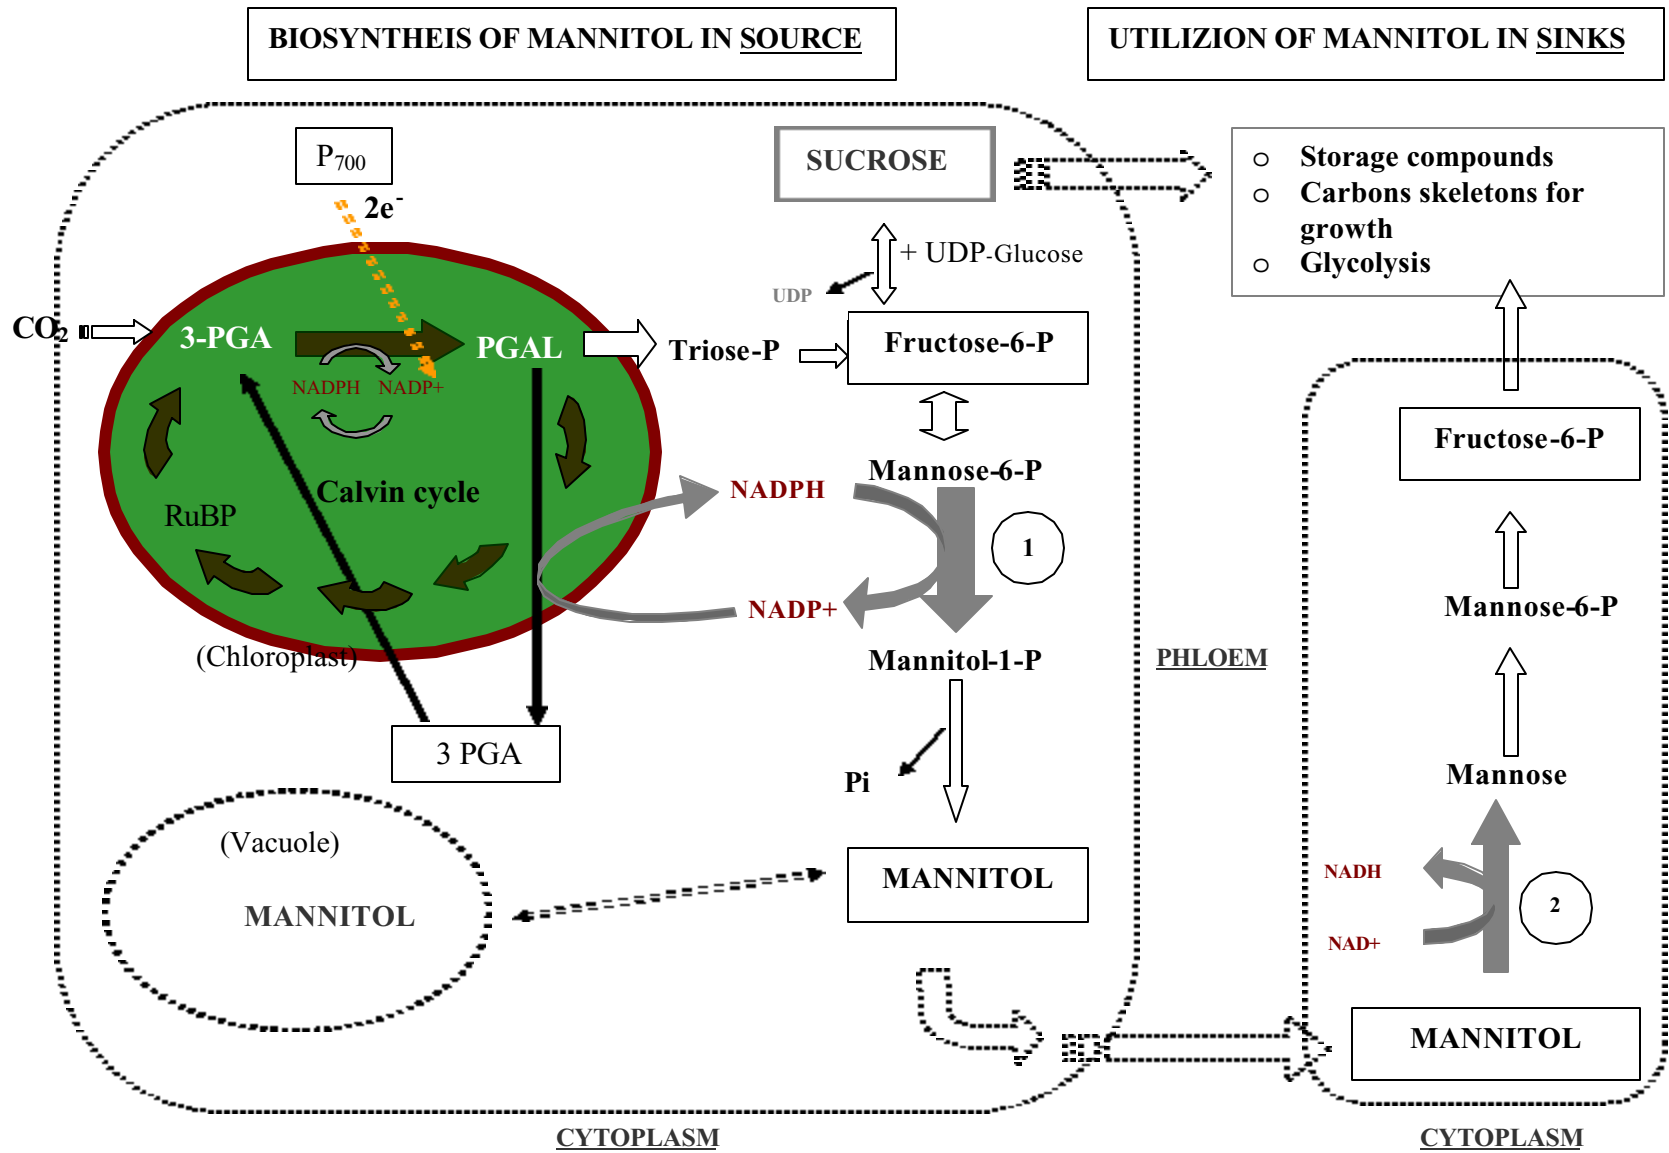 BIOSYNTHEIS OF MANNITOL IN SOURCE
UTILIZION OF MANNITOL IN SINKS
P700
2e-
SUCROSE
o Storage compounds
o Carbons skeletons for
growth
o Glycolysis
+ UDP-Glucose
UDP
CO2
3-PGA
PGAL
Triose-P
Fructose-6-P
NADPH NADP+
Fructose-6-P
Mannose-6-P
Calvin cycle
NADPH
RuBP
1
NADP+
Mannose-6-P
(Chloroplast)
Mannitol-1-P
PHLOEM
3 PGA
Pi
Mannose
(Vacuole)
MANNITOL
NADH
MANNITOL
2
NAD+
MANNITOL
CYTOPLASM
CYTOPLASM